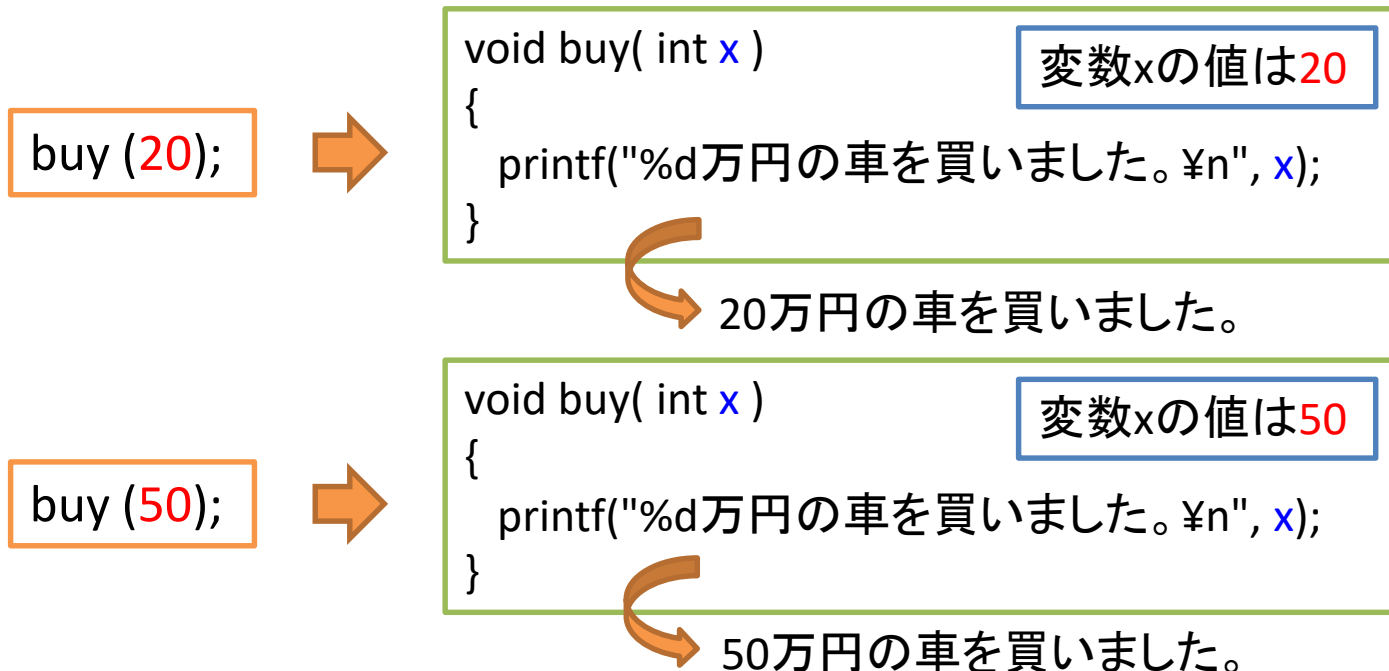 void buy( int x )
変数xの値は20
{
buy (20);
printf("%d万円の車を買いました。¥n", x);
}
20万円の車を買いました。
void buy( int x )
変数xの値は50
{
buy (50);
printf("%d万円の車を買いました。¥n", x);
}
50万円の車を買いました。